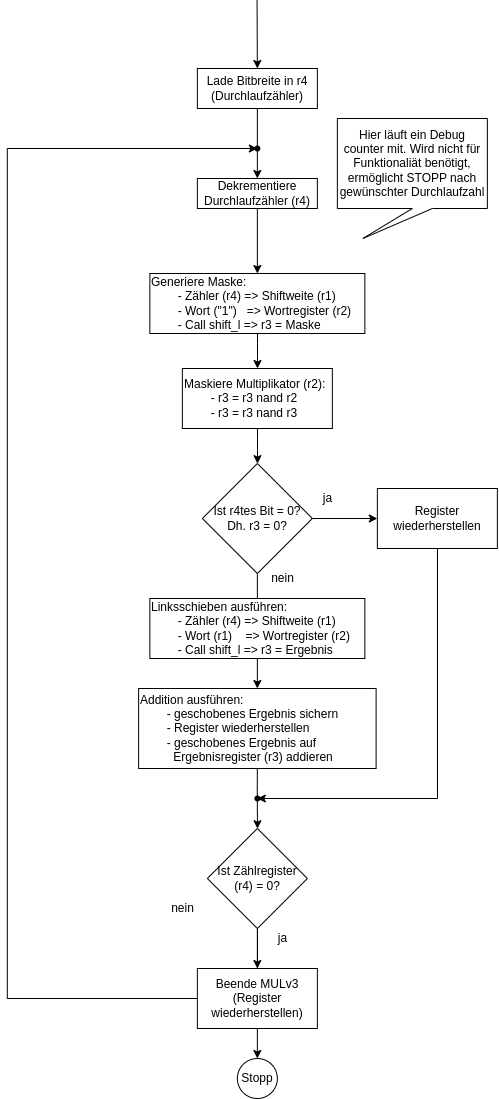 Lade Bitbreite in r4
(Durchlaufzähler)
Hier läuft ein Debug
counter mit. Wird nicht für
Funktionaliät benötigt,
ermöglicht STOPP nach
gewünschter Durchlaufzahl
Dekrementiere
Durchlaufzähler (r4)
Generiere Maske:
- Zähler (r4) => Shiftweite (r1)
- Wort ("1") => Wortregister (r2)
- Call shift_l => r3 = Maske
Maskiere Multiplikator (r2):
- r3 = r3 nand r2
- r3 = r3 nand r3
Ist r4tes Bit = 0?
Dh. r3 = 0?
ja
Register
wiederherstellen
nein
Linksschieben ausführen:
- Zähler (r4) => Shiftweite (r1)
- Wort (r1) => Wortregister (r2)
- Call shift_l => r3 = Ergebnis
Addition ausführen:
- geschobenes Ergebnis sichern
- Register wiederherstellen
- geschobenes Ergebnis auf
Ergebnisregister (r3) addieren
Ist Zählregister
(r4) = 0?
nein
ja
Beende MULv3
(Register
wiederherstellen)
Stopp